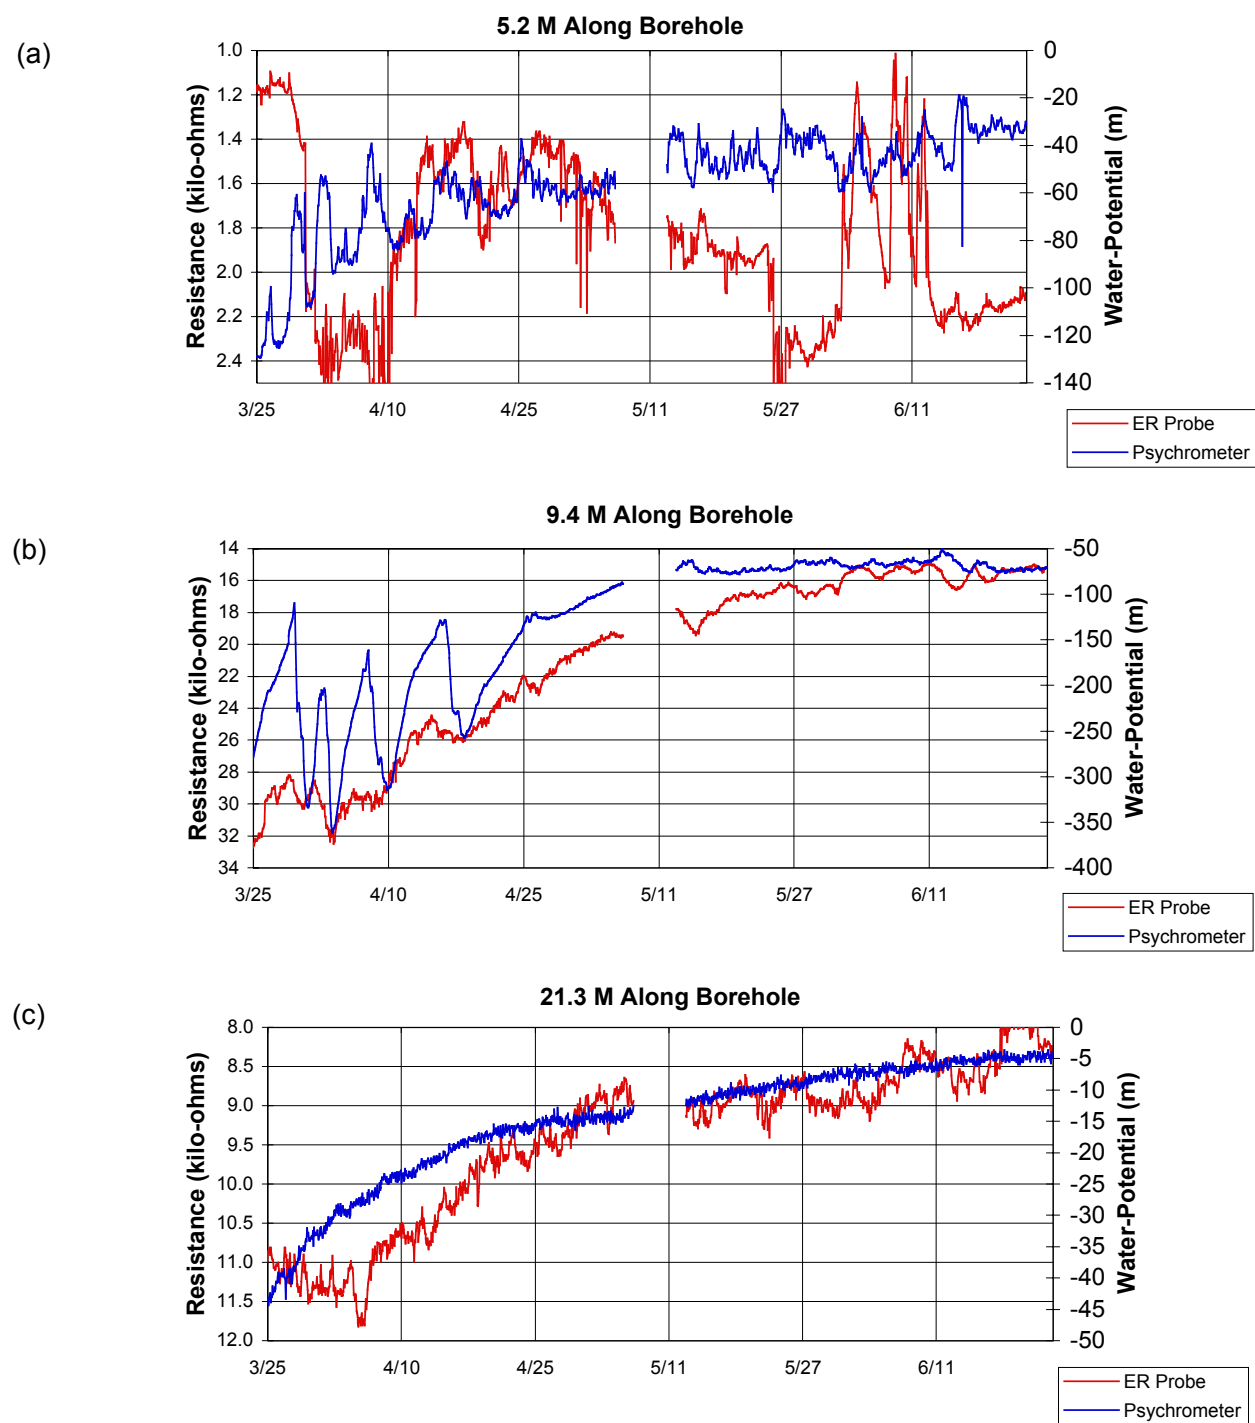 5.2 M Along Borehole
(a)
Resistance (kilo-ohms)
1.0
1.2
1.4
1.6
1.8
2.0
2.2
2.4
0
-20
-40
-60
-80
-100
-120
-140
Water-Potential (m)
3/25 4/10 4/25 5/11 5/27 6/11
ER Probe
Psychrometer
9.4 M Along Borehole
(b)
Resistance (kilo-ohms)
14
16
18
20
22
24
26
28
30
32
34
-50
-100
-150
-200
-250
-300
-350
-400
Water-Potential (m)
3/25 4/10 4/25 5/11 5/27 6/11
ER Probe
Psychrometer
21.3 M Along Borehole
(c)
Resistance (kilo-ohms)
8.0
8.5
9.0
9.5
10.0
10.5
11.0
11.5
12.0
0
-5
-10
-15
-20
-25
-30
-35
-40
-45
-50
Water-Potential (m)
3/25 4/10 4/25 5/11 5/27 6/11
ER Probe
Psychrometer